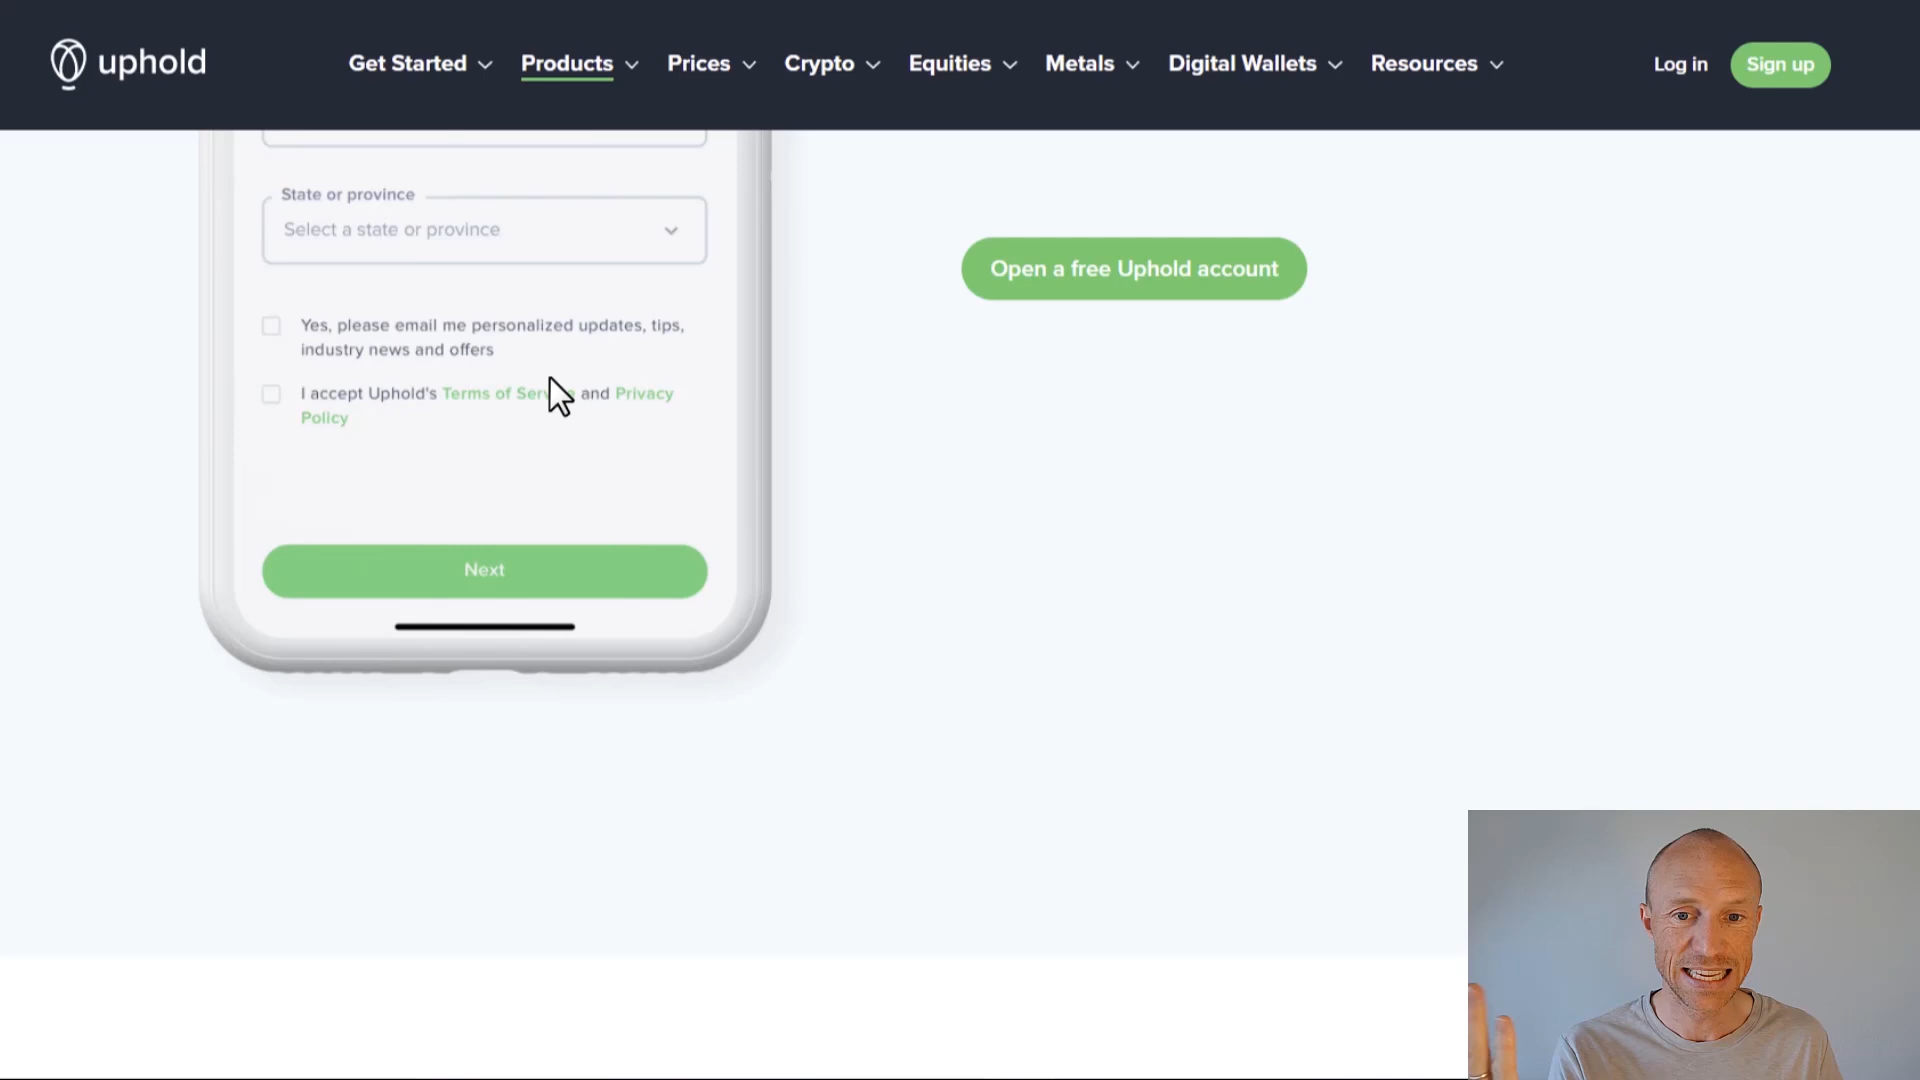 uphold
Get Started
Products
Prices
Crypto
Equities
Metals
Digital Wallets
Resources
Log in
Sign up
State or province
Select a state or province
Open a free Uphold account
Yes, please email me personalized updates, tips,
industry news and offers
I accept Uphold's Terms of and Privacy
Policy
Next